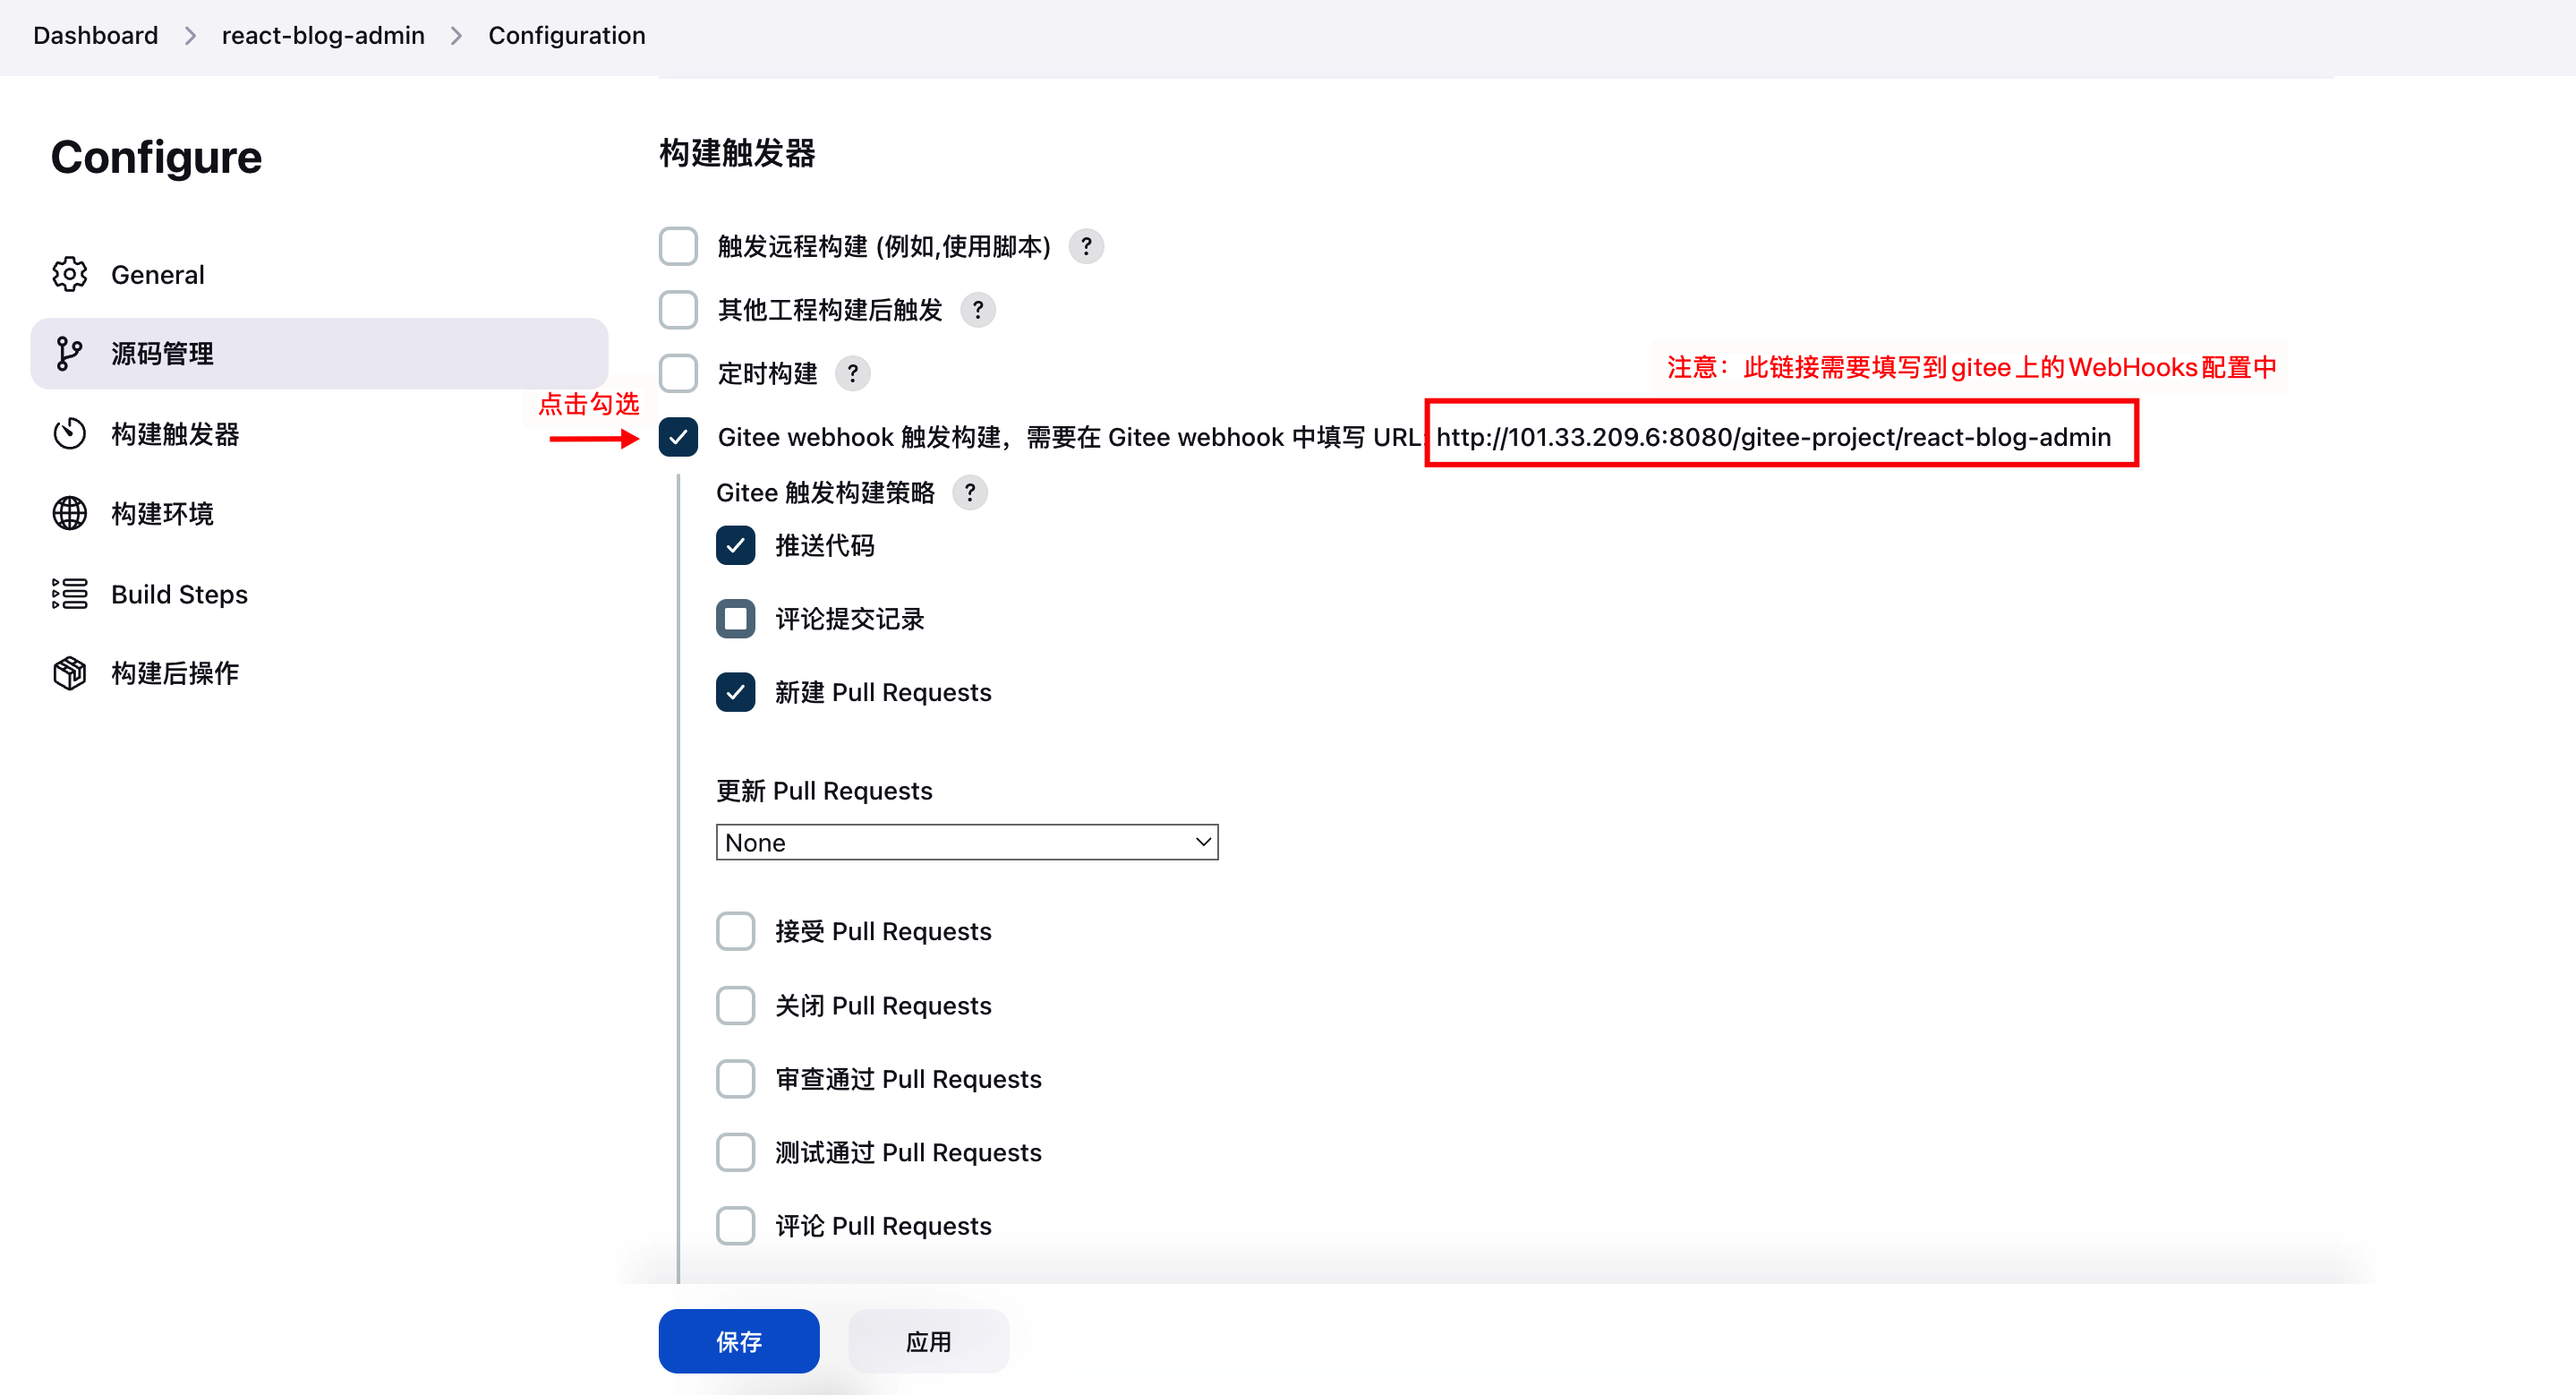 Dashboard > react-blog-admin > Configuration
Configure
General
源码管理
构建触发器
构建环境
Build Steps
构建后操作
构建触发器
触发远程构建 (例如,使用脚本) ?
其他工程构建后触发 ?
定时构建 ?
注意：此链接需要填写到gitee上的WebHooks配置中
点击勾选
Gitee webhook 触发构建，需要在 Gitee webhook 中填写 URL: http://101.33.209.6:8080/gitee-project/react-blog-admin
Gitee 触发构建策略 ?
推送代码
评论提交记录
新建 Pull Requests
更新 Pull Requests
None
接受 Pull Requests
关闭 Pull Requests
审查通过 Pull Requests
测试通过 Pull Requests
评论 Pull Requests
保存
应用